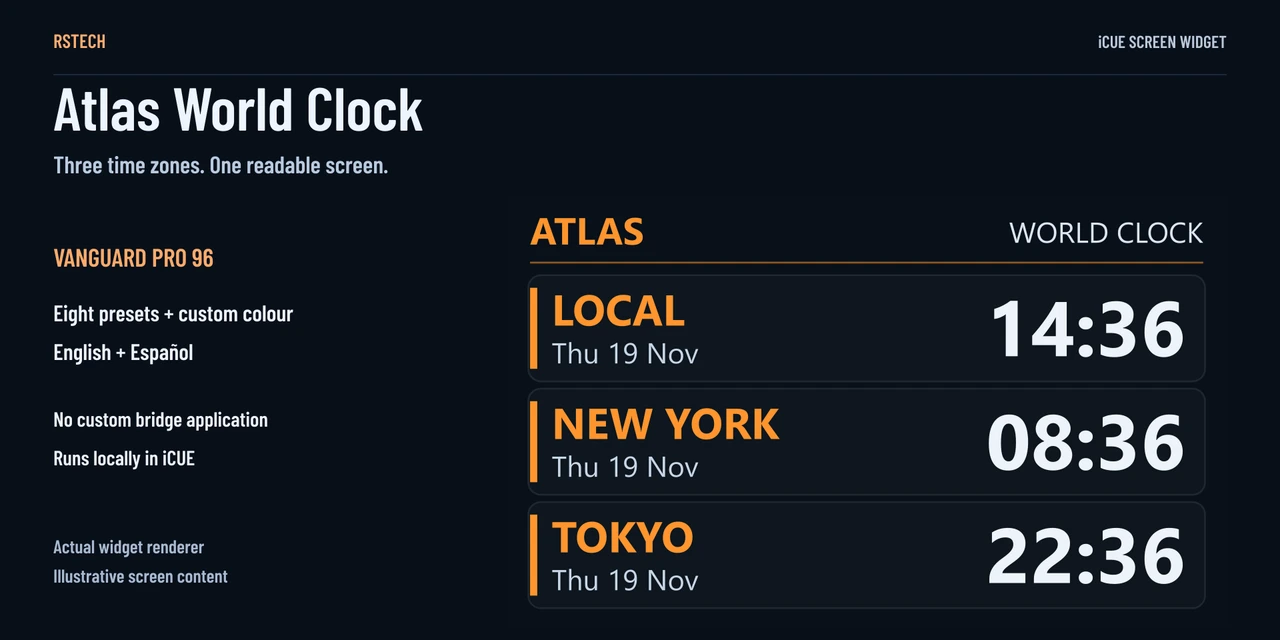 RSTECH
iCUE SCREEN WIDGET
Atlas World Clock
Three time zones. One readable screen.
VANGUARD PRO 96
Eight presets + custom colour
English + Español
No custom bridge application
Runs locally in iCUE
Actual widget renderer
Illustrative screen content
ATLAS
WORLD CLOCK
LOCAL
Thu 19 Nov
14:36
NEW YORK
Thu 19 Nov
08:36
TOKYO
Thu 19 Nov
22:36